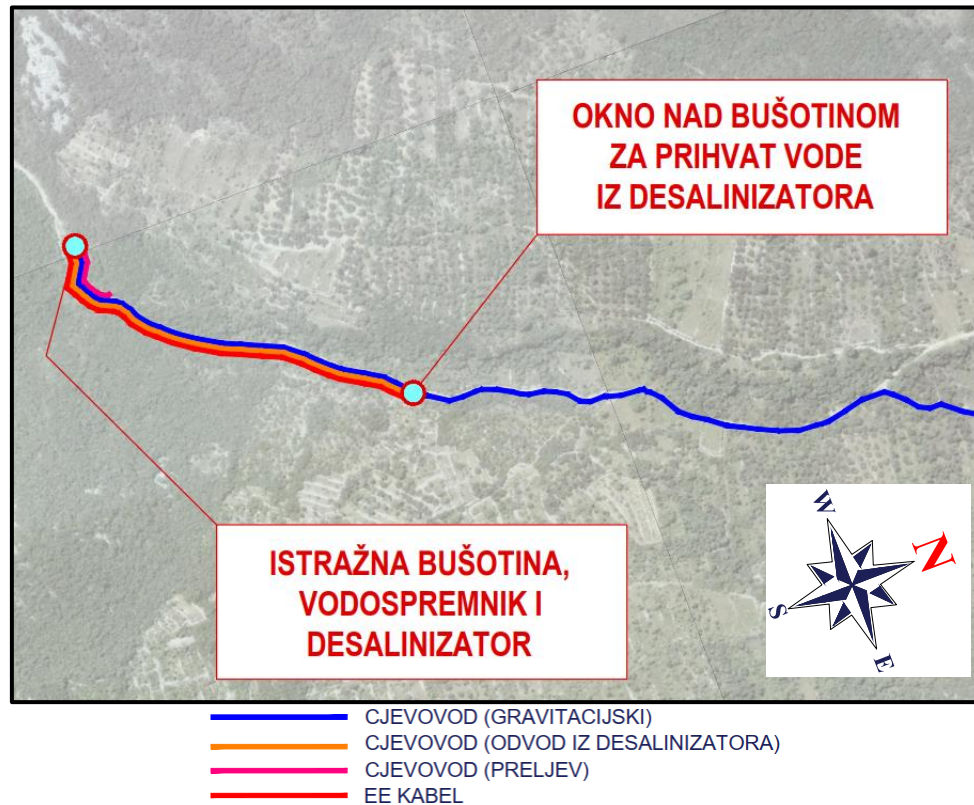 OKNO NAD BUŠOTINOM
ZA PRIHVAT VODE
IZ DESALINIZATORA
ISTRAŽNA BUŠOTINA,
VODOSPREMNIK I
DESALINIZATOR
W
N
S
E
CJEVOVOD (GRAVITACIJSKI)
CJEVOVOD (ODVOD IZ DESALINIZATORA)
CJEVOVOD (PRELJEV)
EE KABEL